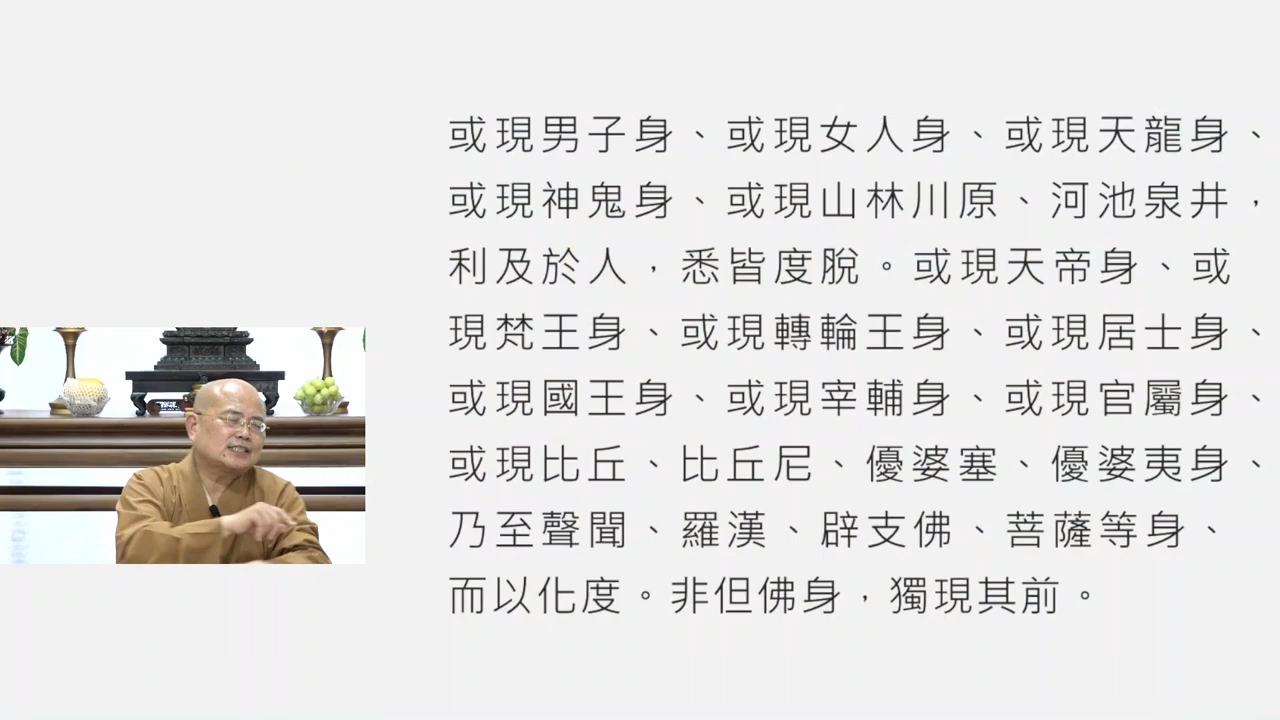 或現男子身、或現女人身、或現天龍身、
或現神鬼身、或現山林川原、河池泉井，
利及於人，悉皆度脫。或現天帝身、或
現梵王身、或現轉輪王身、或現居士身、
或現國王身、或現宰輔身、或現官屬身、
或現比丘、比丘尼、優婆塞、優婆夷身、
乃至聲聞、羅漢、辟支佛、菩薩等身、
而以化度。非但佛身，獨現其前。